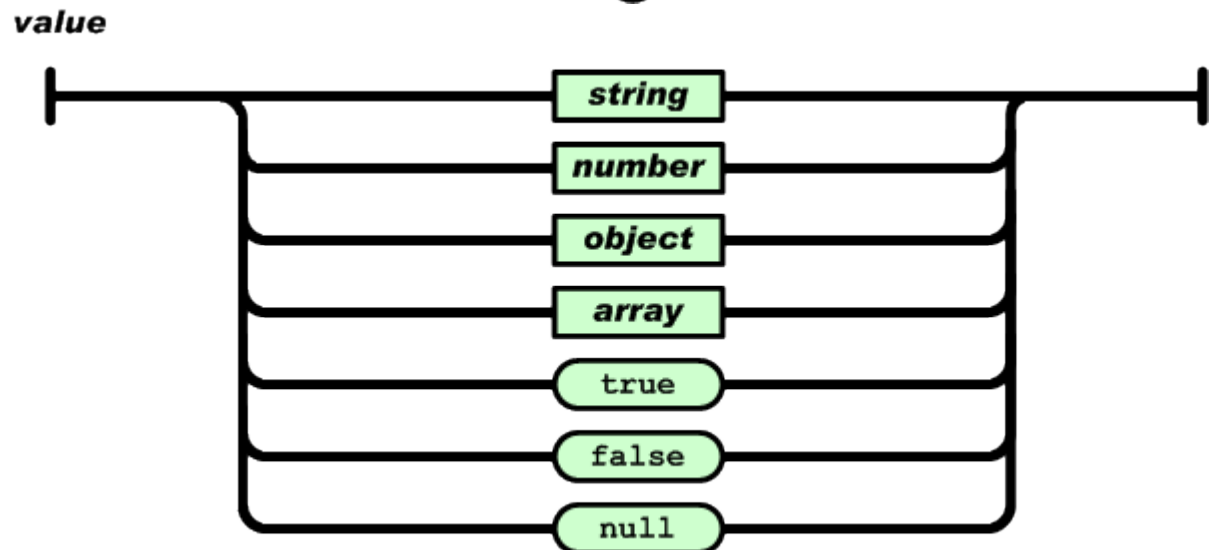 value
string
number
object
array
true
false
null